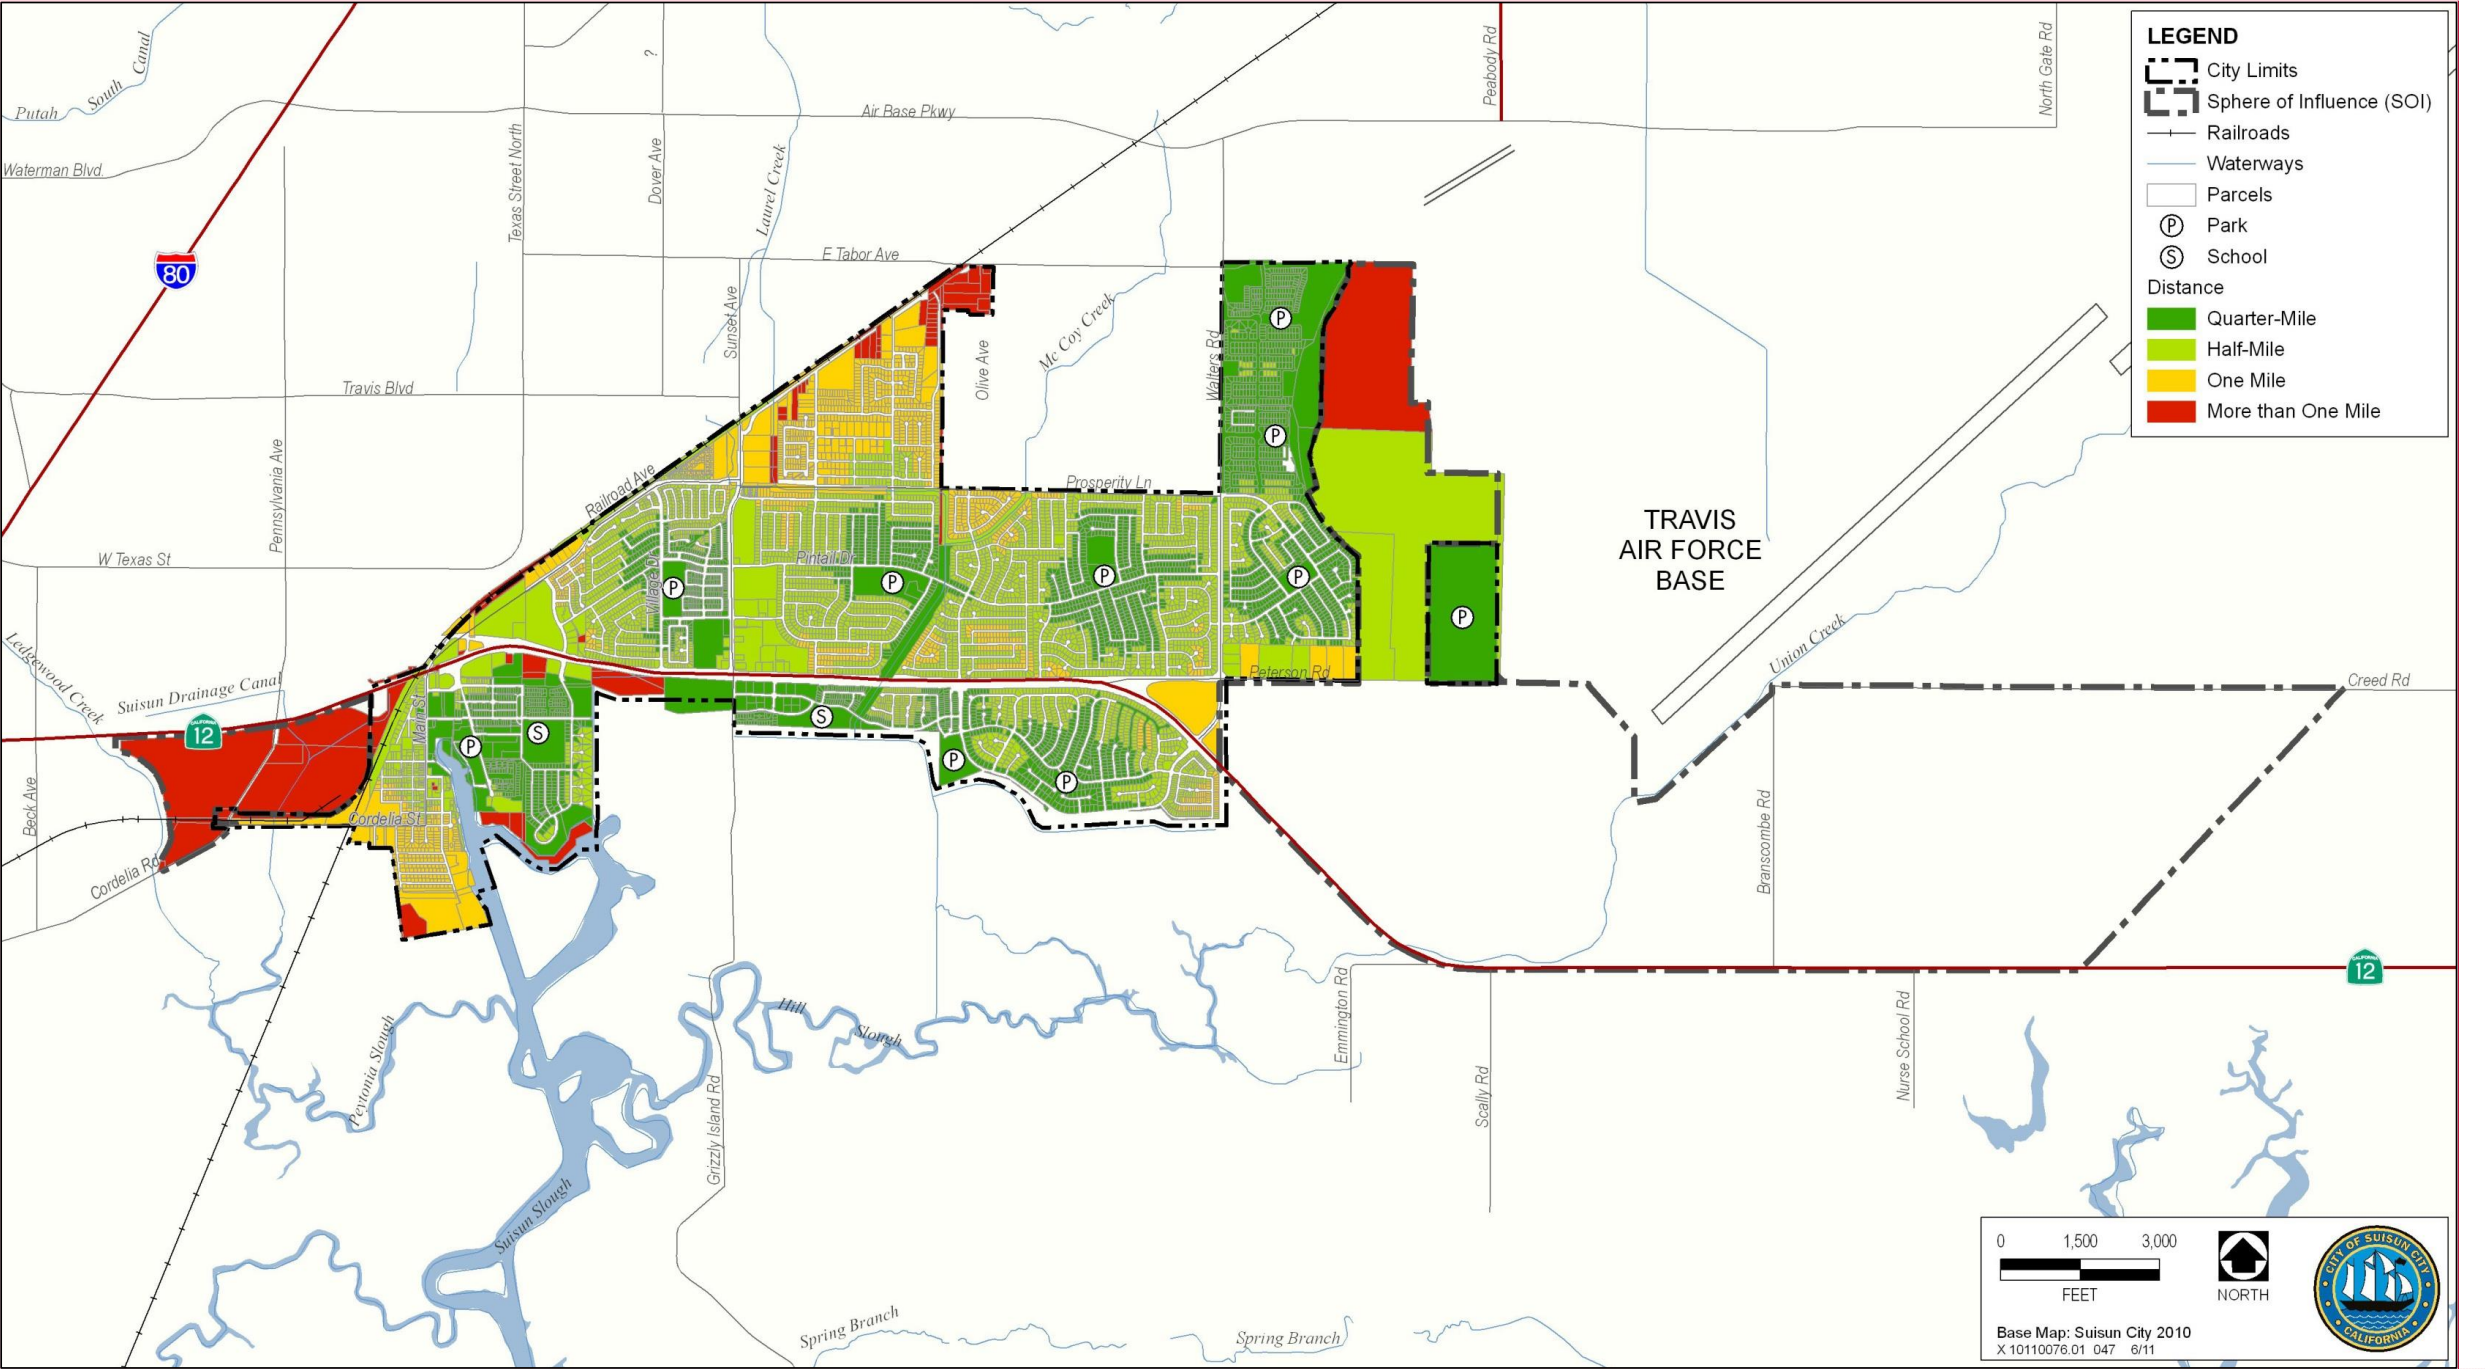 Putah South Canal
Waterman Blvd.
Texas Street North
?
Dover Ave
Laurel Creek
Air Base Pkwy
Peabody Rd
North Gate Rd
LEGEND
City Limits
Sphere of Influence (SOI)
Railroads
Waterways
Parcels
P Park
S School
Distance
Quarter-Mile
Half-Mile
One Mile
More than One Mile
80
E Tabor Ave
Sunset Ave
Olive Ave
Mc Coy Creek
Walters Rd
P
P
Travis Blvd
Pennsylvania Ave
Railroad Ave
Prosperity Ln
W Texas St
Village Dr
Pintail Dr
P
P
P
P
P
TRAVIS
AIR FORCE
BASE
Union Creek
Ledgewood Creek
Suisun Drainage Canal
CALIFORNIA
12
Main St
P
S
S
P
P
Peterson Rd
Creed Rd
Beck Ave
Cordelia St
Cordelia Rd
Branscombe Rd
CALIFORNIA
12
Peytonia Slough
Hill Slough
Grizzly Island Rd
Emmington Rd
Scally Rd
Nurse School Rd
Suisun Slough
Spring Branch
Spring Branch
0 1,500 3,000
FEET
NORTH
CITY OF SUISUN CITY
CALIFORNIA
Base Map: Suisun City 2010
X 10110076.01 047 6/11